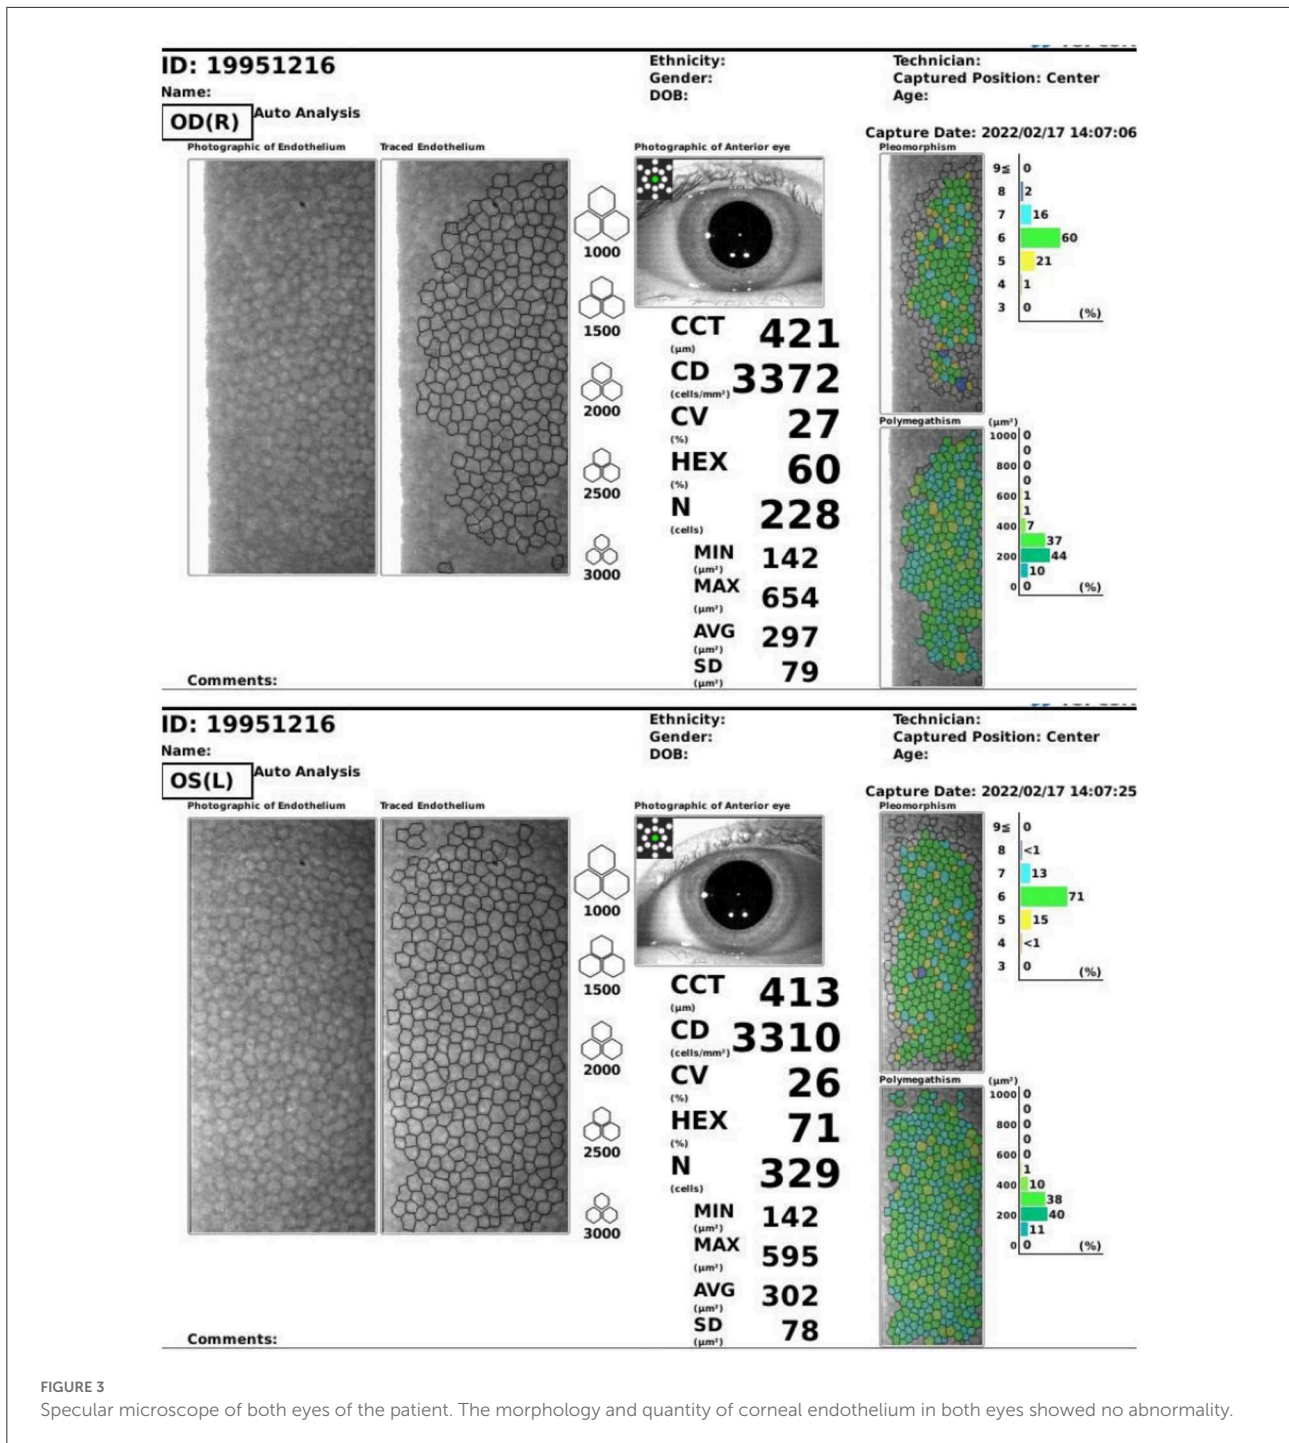 ID: 19951216
Name:
OD(R)
Auto Analysis
Ethnicity:
Gender:
DOB:
Technician:
Captured Position: Center
Age:
Capture Date: 2022/02/17 14:07:06
Photographic of Endothelium
Traced Endothelium
1000
1500
2000
2500
3000
Photographic of Anterior eye
CCT (μm) 421
CD (cells/mm²) 3372
CV (%) 27
HEX (%) 60
N (cells) 228
MIN (μm²) 142
MAX (μm²) 654
AVG (μm²) 297
SD (μm²) 79
Pleomorphism
9≤ 0
8 2
7 16
6 60
5 21
4 1
3 0
(%)
Polymegathism (μm²)
1000 0
0
800 0
0
600 1
1
400 7
37
200 44
10
0 0
(%)
Comments:
ID: 19951216
Name:
OS(L)
Auto Analysis
Ethnicity:
Gender:
DOB:
Technician:
Captured Position: Center
Age:
Capture Date: 2022/02/17 14:07:25
Photographic of Endothelium
Traced Endothelium
1000
1500
2000
2500
3000
Photographic of Anterior eye
CCT (μm) 413
CD (cells/mm²) 3310
CV (%) 26
HEX (%) 71
N (cells) 329
MIN (μm²) 142
MAX (μm²) 595
AVG (μm²) 302
SD (μm²) 78
Pleomorphism
9≤ 0
8 <1
7 13
6 71
5 15
4 <1
3 0
(%)
Polymegathism (μm²)
1000 0
0
800 0
0
600 0
1
400 10
38
200 40
11
0 0
(%)
Comments:
FIGURE 3
Specular microscope of both eyes of the patient. The morphology and quantity of corneal endothelium in both eyes showed no abnormality.